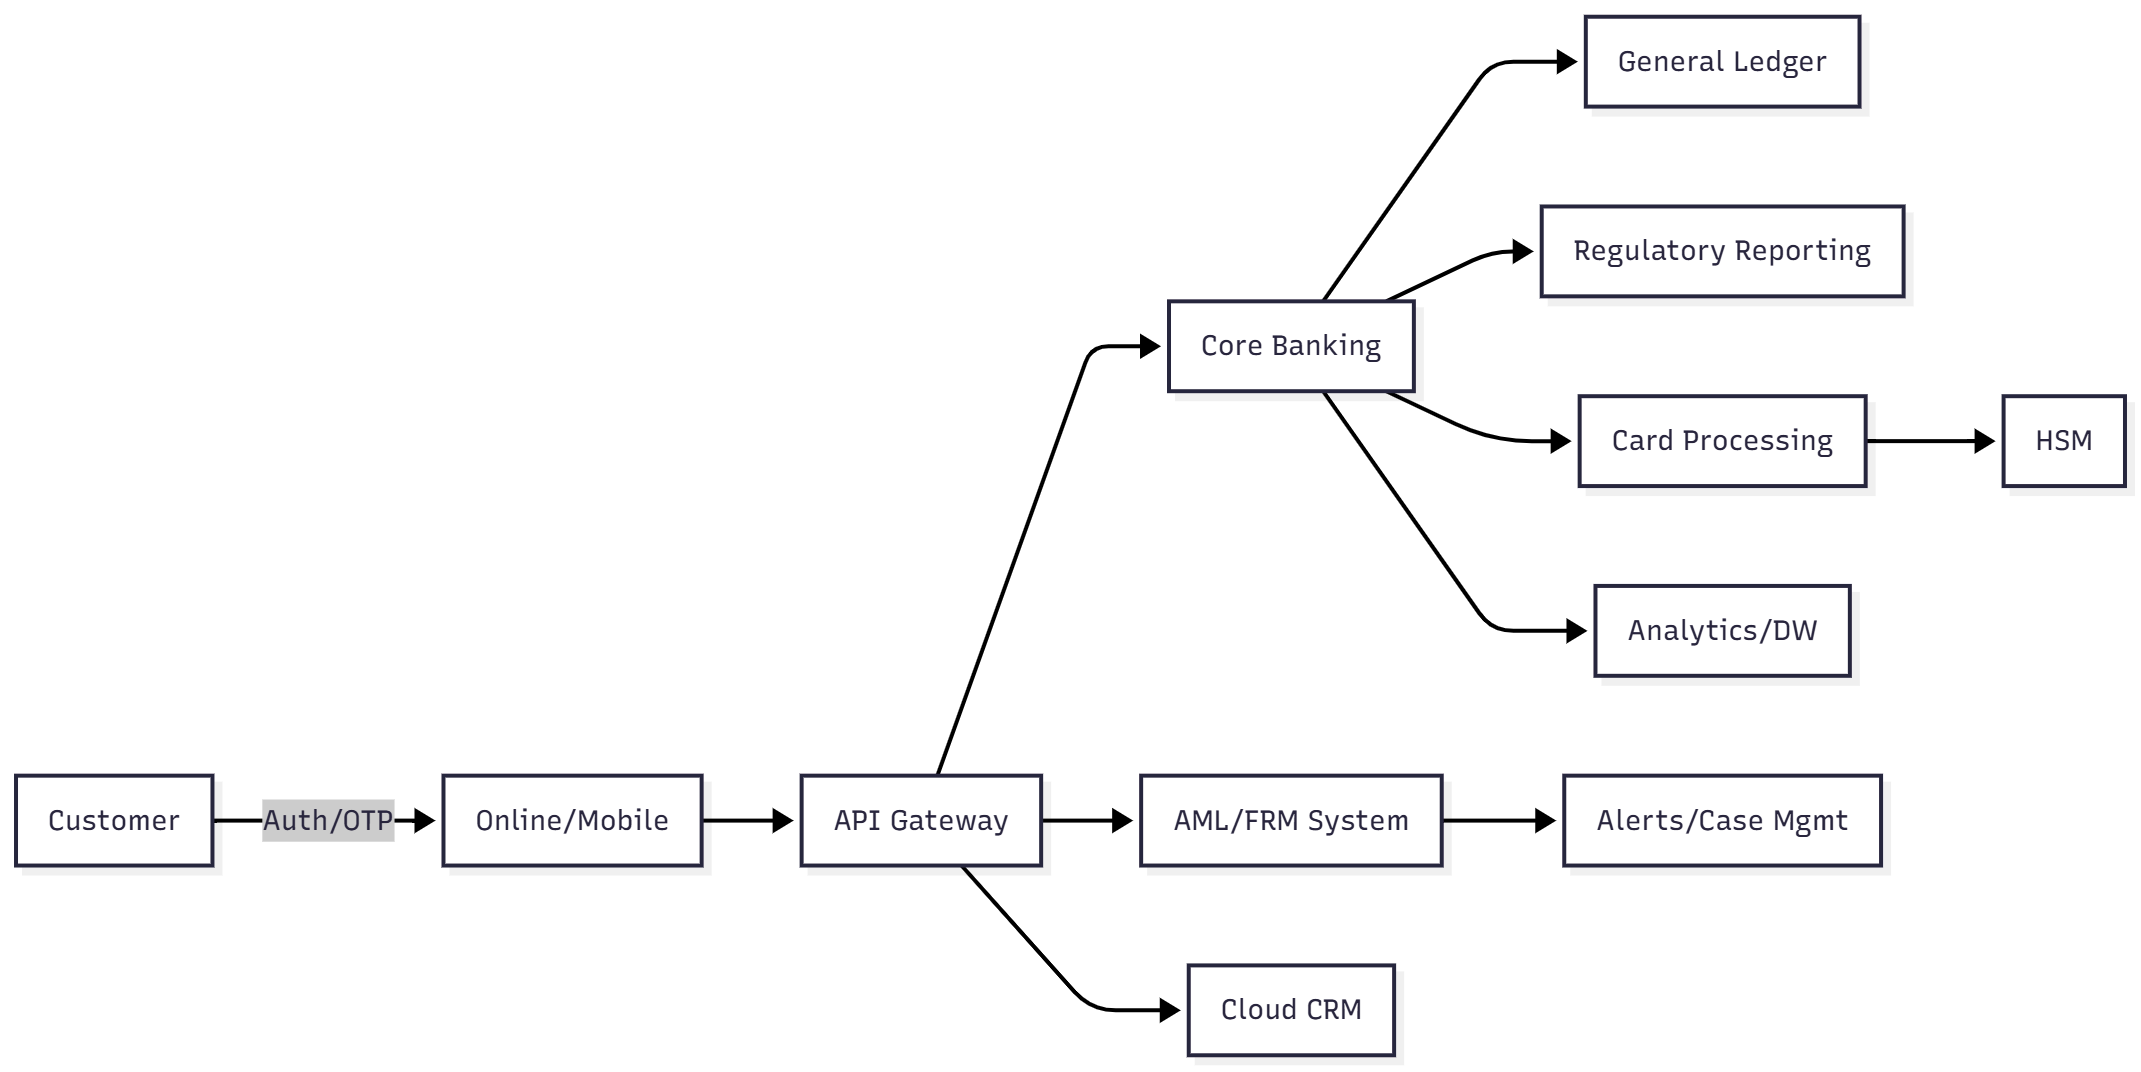 General Ledger
Regulatory Reporting
Core Banking
Card Processing
HSM
Analytics/DW
Customer
Auth/OTP
Online/Mobile
API Gateway
AML/FRM System
Alerts/Case Mgmt
Cloud CRM